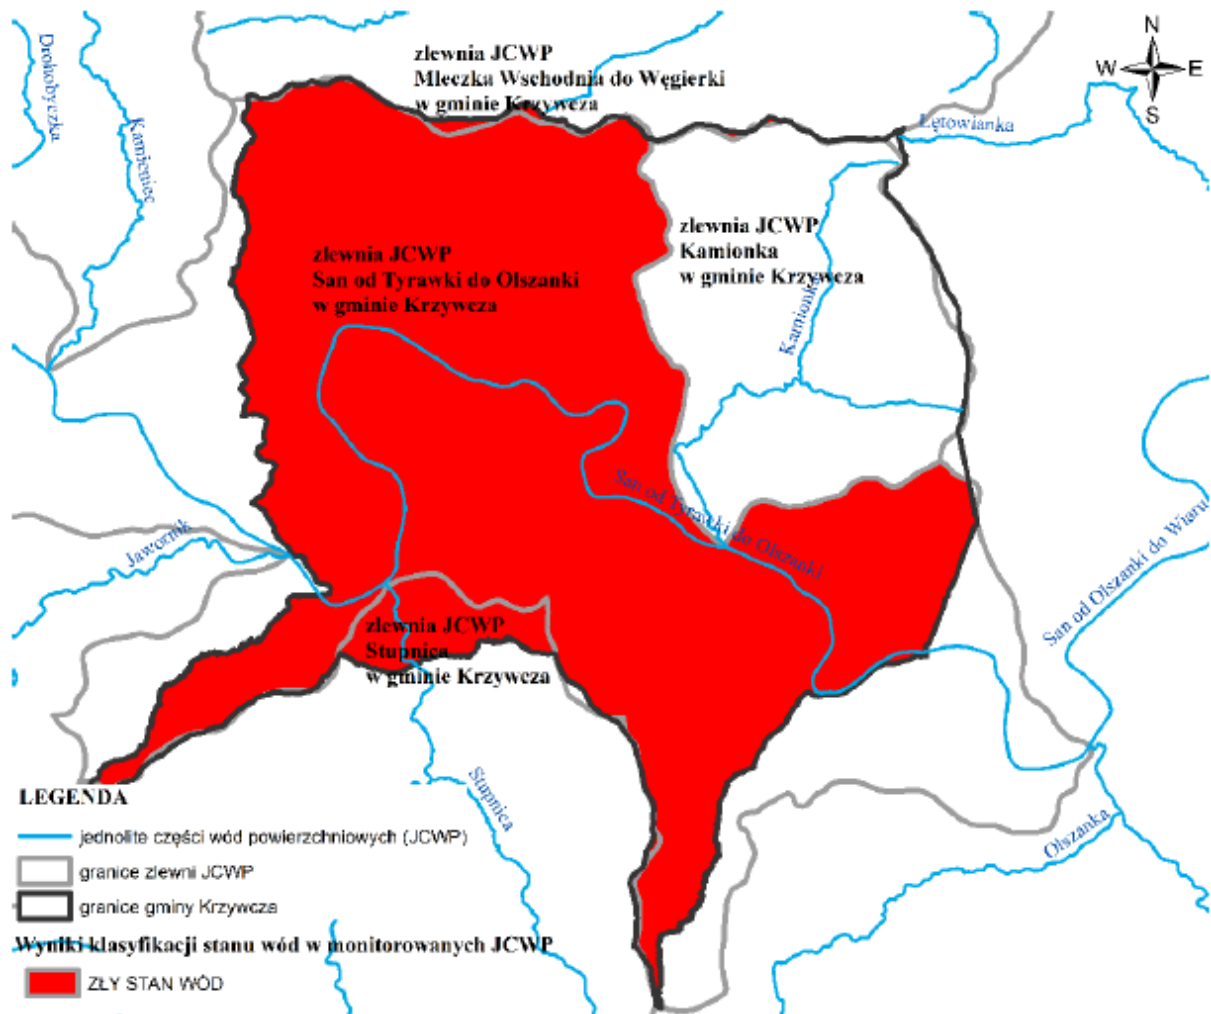 zlewnia JCWP
Mleczka Wschodnia do Węgierki
w gminie Krzywcza
N
W
E
S
Drohobyczka
Kamieniec
Łętowianka
zlewnia JCWP
Kamionka
w gminie Krzywcza
zlewnia JCWP
San od Tyrawki do Olszanki
w gminie Krzywcza
Kamionka
San od Tyrawki do Olszanki
Jawornik
San od Olszanki do Wiaru
zlewnia JCWP
Stupnica
w gminie Krzywcza
Stupnica
Olszanka
LEGENDA
jednolite części wód powierzchniowych (JCWP)
granice zlewni JCWP
granice gminy Krzywcza
Wyniki klasyfikacji stanu wód w monitorowanych JCWP
ZŁY STAN WÓD